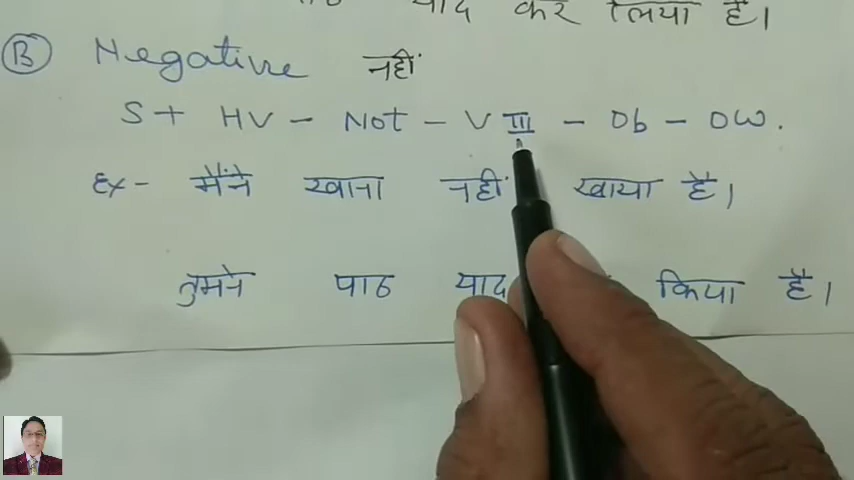 याद कर लिया है।
Ⓑ Negative नहीं
S + HV - Not - V III - Ob - OW.
Ex- मैंने खाना नहीं खाया है।
तुमने पाठ याद किया है।